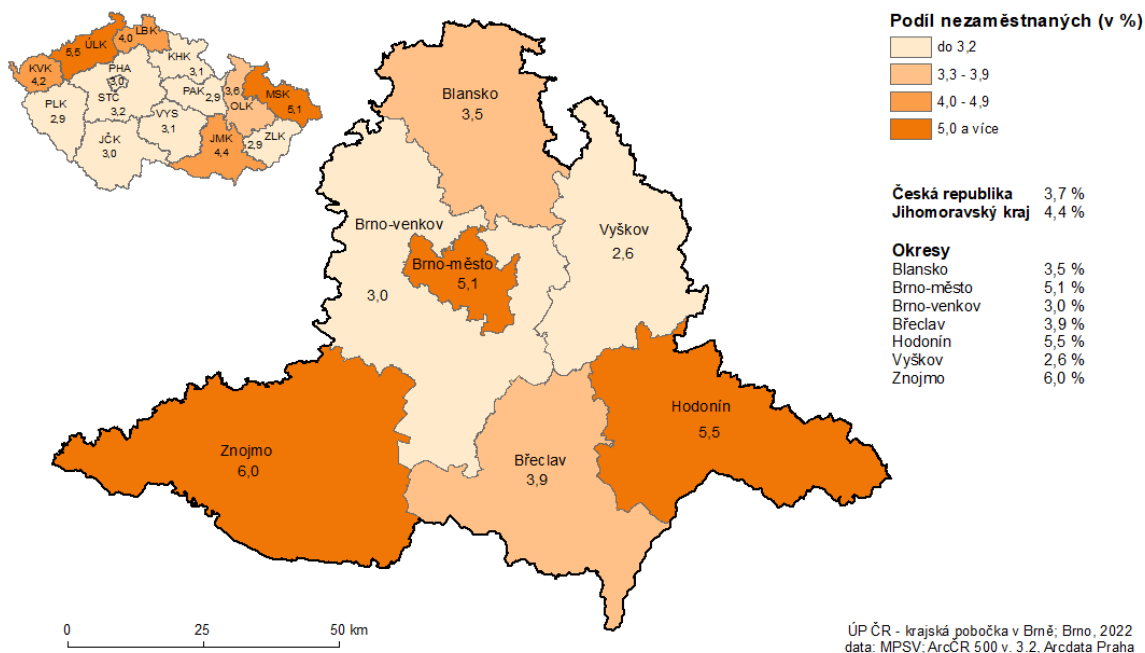 Podíl nezaměstnaných (v %)
do 3,2
3,3 - 3,9
4,0 - 4,9
5,0 a více
Česká republika 3,7 %
Jihomoravský kraj 4,4 %
Okresy
Blansko 3,5 %
Brno-město 5,1 %
Brno-venkov 3,0 %
Břeclav 3,9 %
Hodonín 5,5 %
Vyškov 2,6 %
Znojmo 6,0 %
LBK
4,0
ÚLK
5,5
KVK
4,2
KHK
3,1
PHA
3,0
STČ
3,2
PAK
2,9
3,6
OLK
MSK
5,1
PLK
2,9
VYS
3,1
JČK
3,0
JMK
4,4
ZLK
2,9
Blansko
3,5
Brno-venkov
3,0
Brno-město
5,1
Vyškov
2,6
Hodonín
5,5
Znojmo
6,0
Břeclav
3,9
0 25 50 km
ÚP ČR - krajská pobočka v Brně; Brno, 2022
data: MPSV; ArcČR 500 v. 3.2, Arcdata Praha